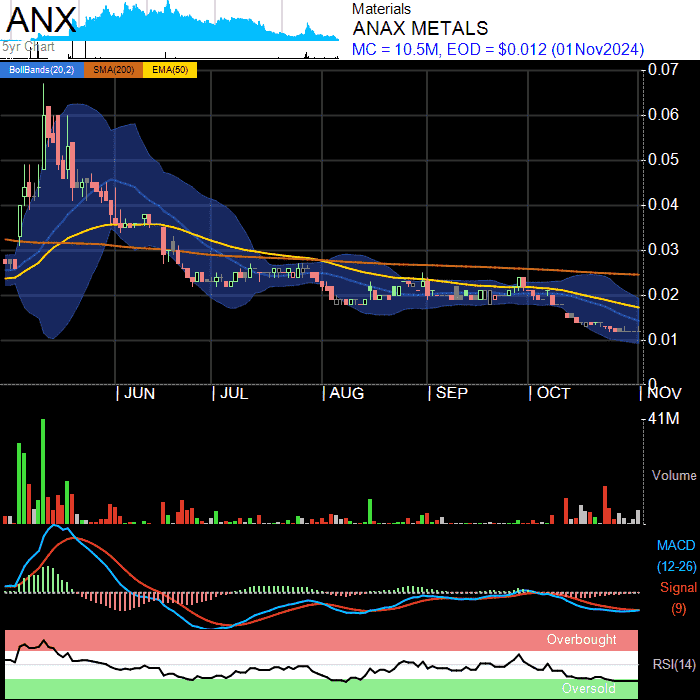 ANX
5yr Chart
Materials
ANAX METALS
MC = 10.5M, EOD = $0.012 (01Nov2024)
BollBands(20,2) SMA(200) EMA(50)
0.07
0.06
0.05
0.04
0.03
0.02
0.01
0
JUN JUL AUG SEP OCT NOV
41M
Volume
MACD
(12-26)
Signal
(9)
Overbought
RSI(14)
Oversold